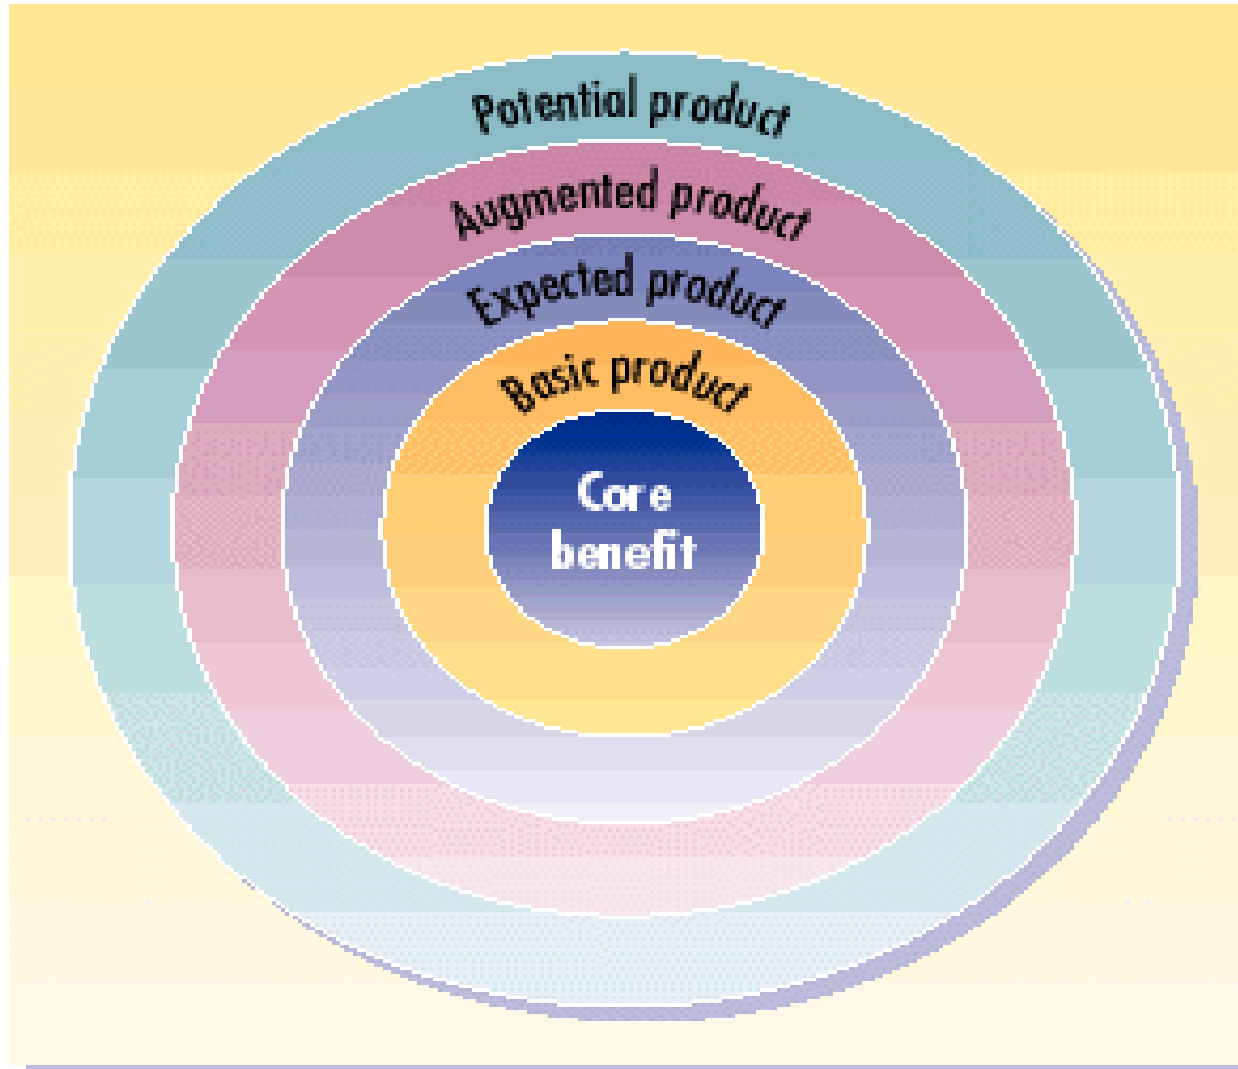 Potential product
Augmented product
Expected product
Basic product
Core
benefit